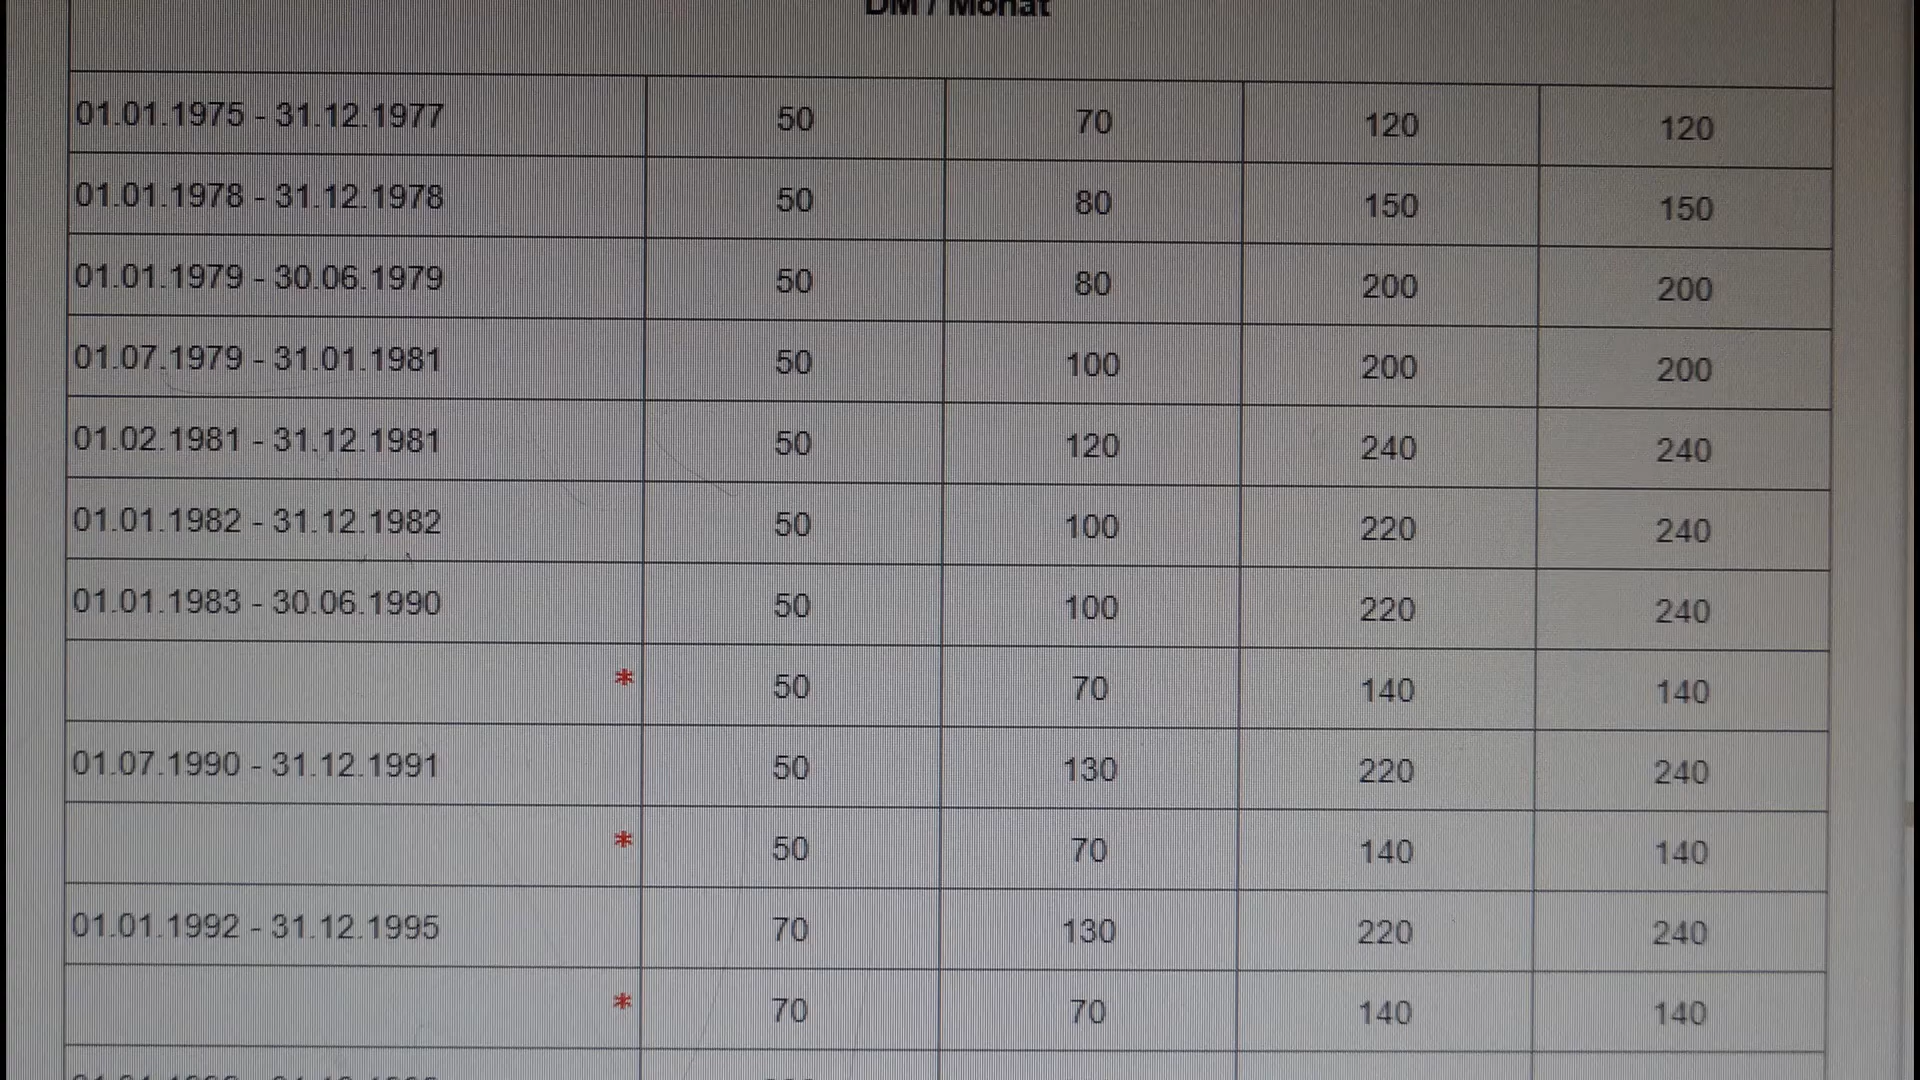 DM / Monat
01.01.1975 - 31.12.1977 50 70 120 120
01.01.1978 - 31.12.1978 50 80 150 150
01.01.1979 - 30.06.1979 50 80 200 200
01.07.1979 - 31.01.1981 50 100 200 200
01.02.1981 - 31.12.1981 50 120 240 240
01.01.1982 - 31.12.1982 50 100 220 240
01.01.1983 - 30.06.1990 50 100 220 240
* 50 70 140 140
01.07.1990 - 31.12.1991 50 130 220 240
* 50 70 140 140
01.01.1992 - 31.12.1995 70 130 220 240
* 70 70 140 140